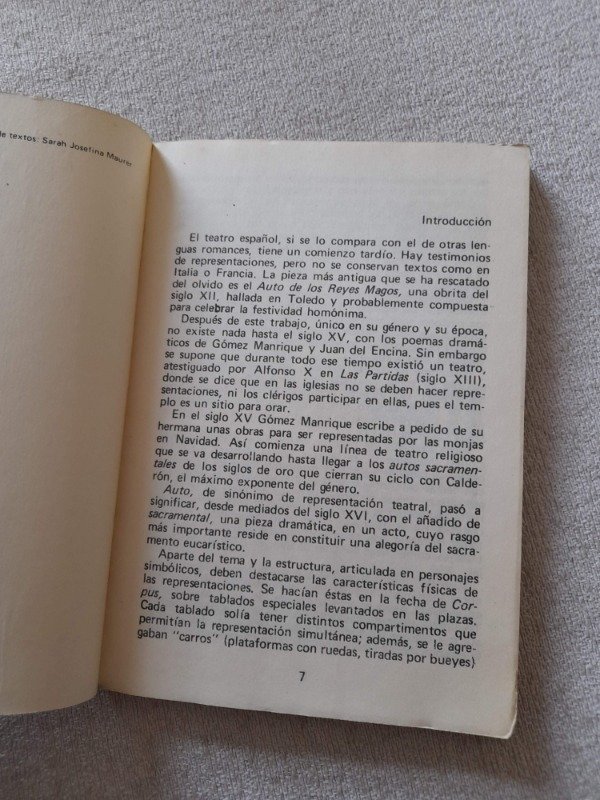 de textos: Sarah Josefina Maurer
Introducción
El teatro español, si se lo compara con el de otras len-
guas romances, tiene un comienzo tardío. Hay testimonios
de representaciones, pero no se conservan textos como en
Italia o Francia. La pieza más antigua que se ha rescatado
del olvido es el Auto de los Reyes Magos, una obrita del
siglo XII, hallada en Toledo y probablemente compuesta
para celebrar la festividad homónima.
Después de este trabajo, único en su género y su época,
no existe nada hasta el siglo XV, con los poemas dramá-
ticos de Gómez Manrique y Juan del Encina. Sin embargo
se supone que durante todo ese tiempo existió un teatro,
atestiguado por Alfonso X en Las Partidas (siglo XIII),
donde se dice que en las iglesias no se deben hacer repre-
sentaciones, ni los clérigos participar en ellas, pues el tem-
plo es un sitio para orar.
En el siglo XV Gómez Manrique escribe a pedido de su
hermana unas obras para ser representadas por las monjas
en Navidad. Así comienza una línea de teatro religioso
que se va desarrollando hasta llegar a los autos sacramen-
tales de los siglos de oro que cierran su ciclo con Calde-
rón, el máximo exponente del género.
Auto, de sinónimo de representación teatral, pasó a
significar, desde mediados del siglo XVI, con el añadido de
sacramental, una pieza dramática, en un acto, cuyo rasgo
más importante reside en constituir una alegoría del sacra-
mento eucarístico.
Aparte del tema y la estructura, articulada en personajes
simbólicos, deben destacarse las características físicas de
las representaciones. Se hacían éstas en la fecha de Cor-
pus, sobre tablados especiales levantados en las plazas.
Cada tablado solía tener distintos compartimentos que
permitían la representación simultánea; además, se le agre-
gaban "carros" (plataformas con ruedas, tiradas por bueyes)
7